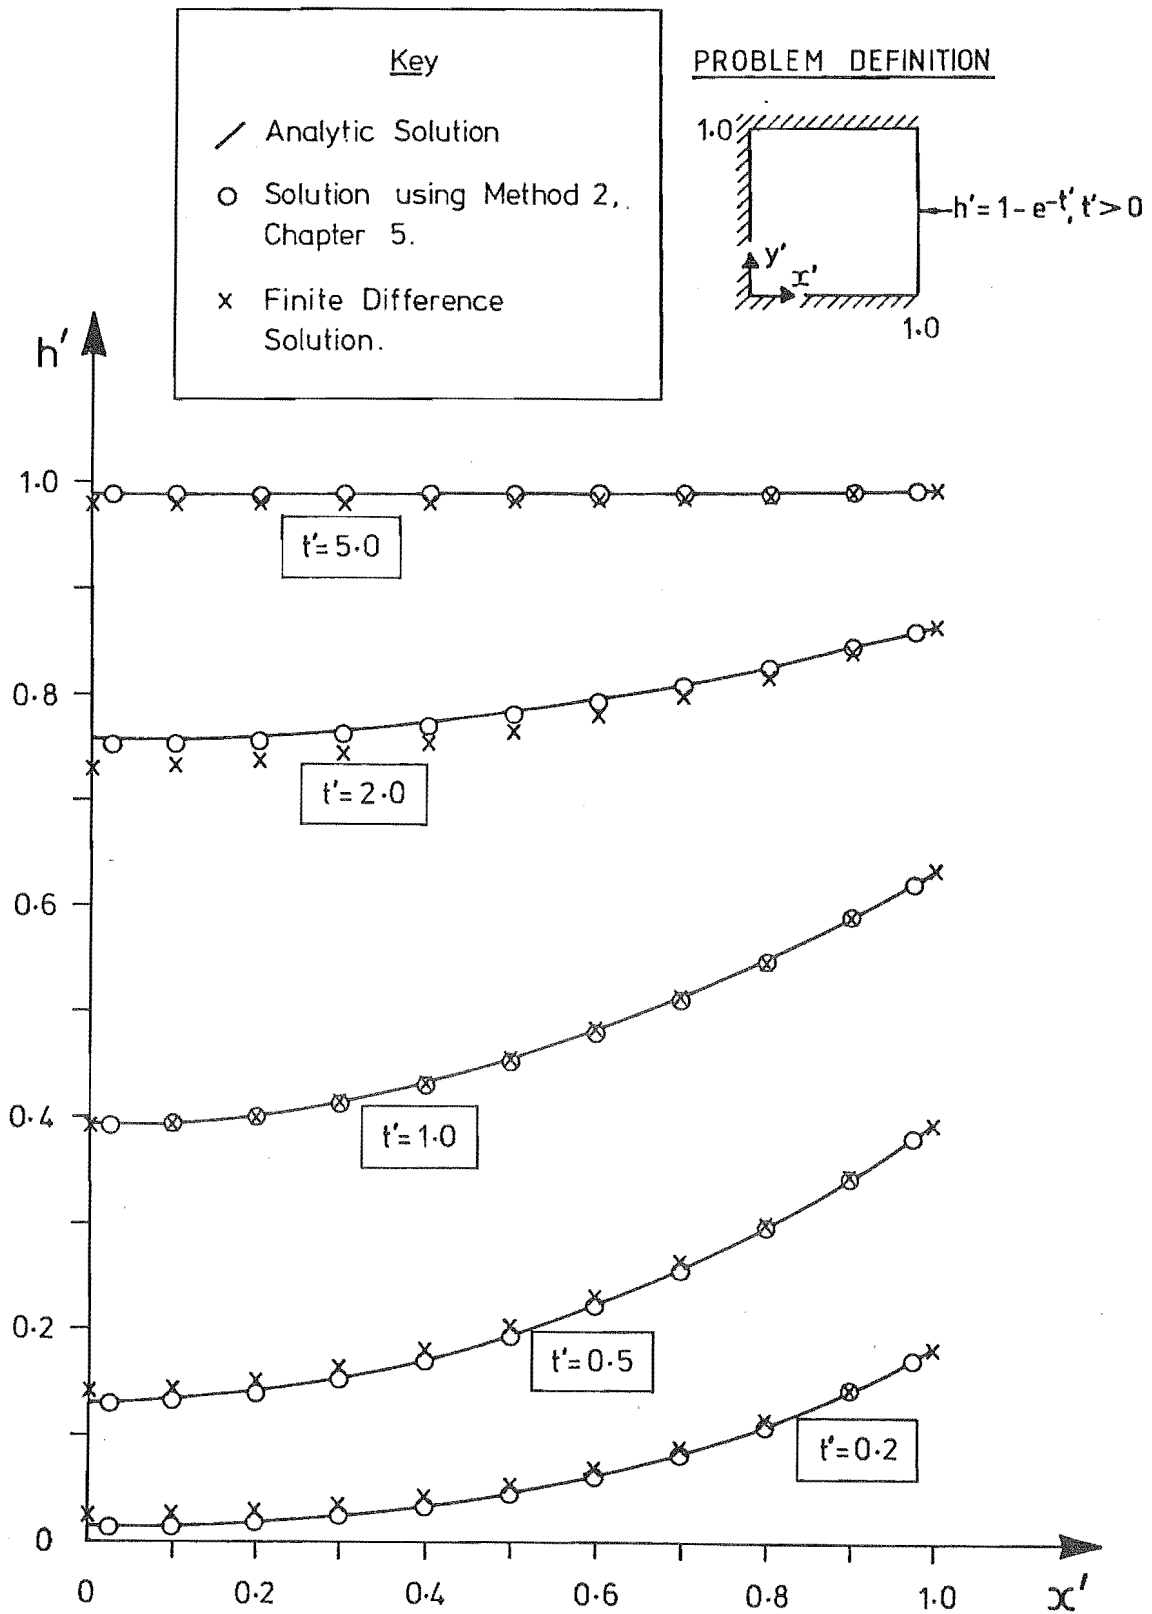 Key
Analytic Solution
Solution using Method 2,
Chapter 5.
Finite Difference
Solution.
PROBLEM DEFINITION
1.0
h'= 1- e-t', t'> 0
y'
x'
1.0
h'
1.0
t'= 5.0
0.8
t'= 2.0
0.6
0.4
t'= 1.0
0.2
t'= 0.5
t'= 0.2
0
0 0.2 0.4 0.6 0.8 1.0 x'